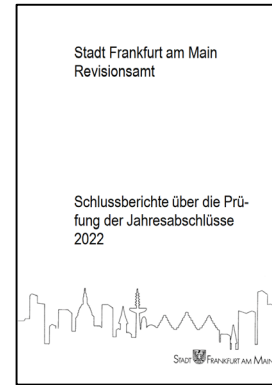 Stadt Frankfurt am Main
Revisionsamt
Schlussberichte über die Prü-
fung der Jahresabschlüsse
2022
STADT FRANKFURT AM MAIN